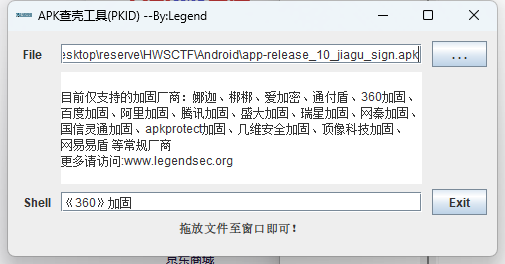 APK查壳工具(PKID) --By:Legend
File
esktop\reserve\HWSCTF\Android\app-release_10_jiagu_sign.apk
...
目前仅支持的加固厂商：娜迦、梆梆、爱加密、通付盾、360加固、
百度加固、阿里加固、腾讯加固、盛大加固、瑞星加固、网秦加固、
国信灵通加固、apkprotect加固、几维安全加固、顶像科技加固、
网易易盾 等常规厂商
更多请访问:www.legendsec.org
Shell
《360》加固
Exit
拖放文件至窗口即可！
京东商城